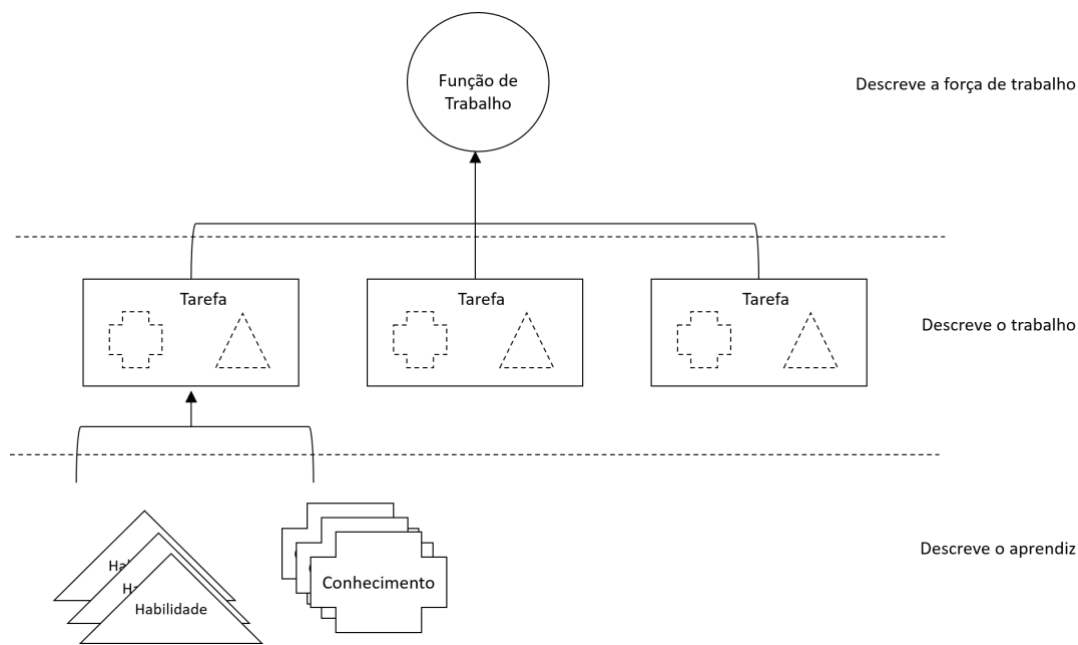 Função de
Trabalho
Descreve a força de trabalho
Tarefa
Tarefa
Tarefa
Descreve o trabalho
Descreve o aprendiz
Conhecimento
Habilidade